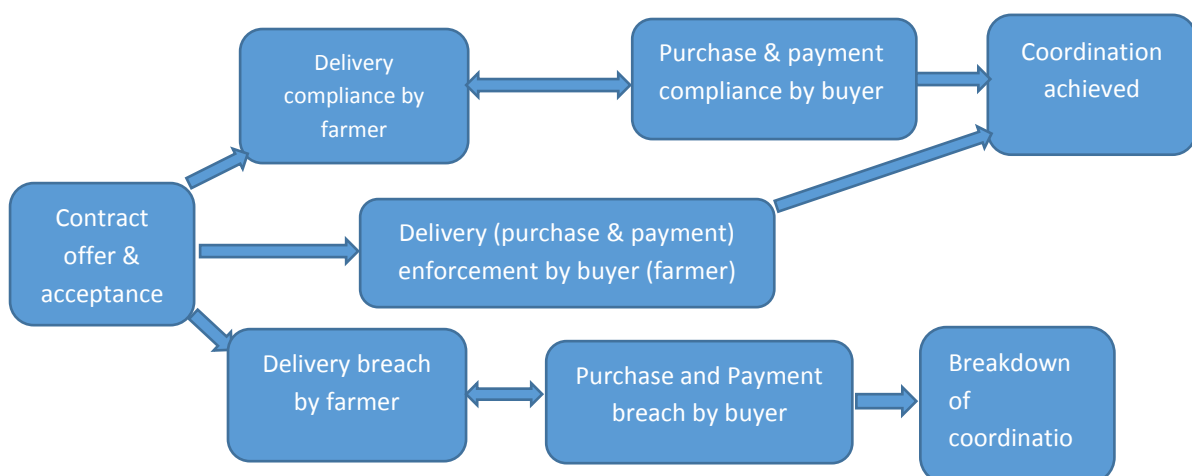 Delivery
compliance by
farmer
Purchase & payment
compliance by buyer
Coordination
achieved
Contract
offer &
acceptance
Delivery (purchase & payment)
enforcement by buyer (farmer)
Delivery breach
by farmer
Purchase and Payment
breach by buyer
Breakdown
of
coordinatio